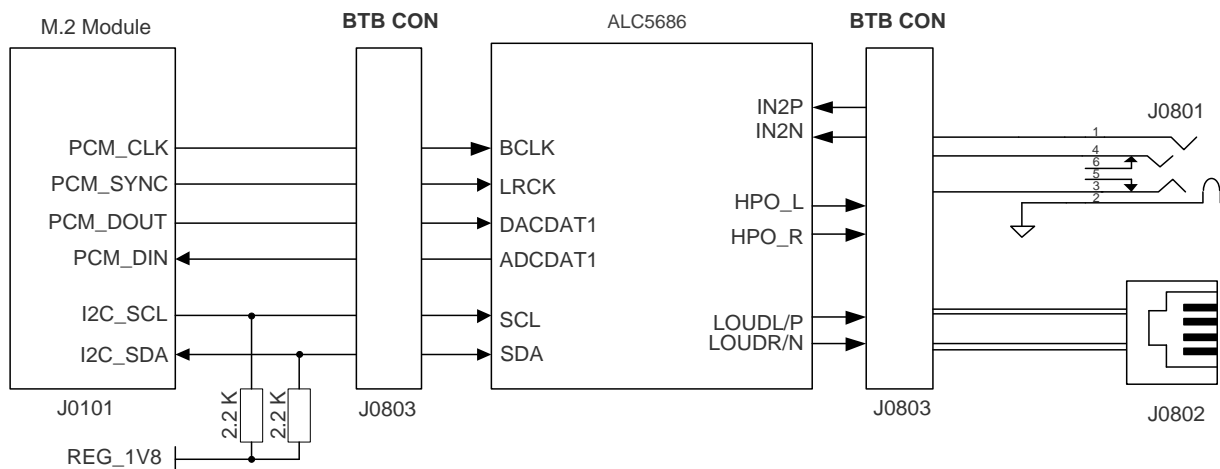 M.2 Module
BTB CON
ALC5686
BTB CON
PCM_CLK
PCM_SYNC
PCM_DOUT
PCM_DIN
I2C_SCL
I2C_SDA
J0101
2.2 K
2.2 K
REG_1V8
J0803
BCLK
LRCK
DACDAT1
ADCDAT1
SCL
SDA
IN2P
IN2N
HPO_L
HPO_R
LOUDL/P
LOUDR/N
J0803
J0801
1
4
6
5
3
2
J0802